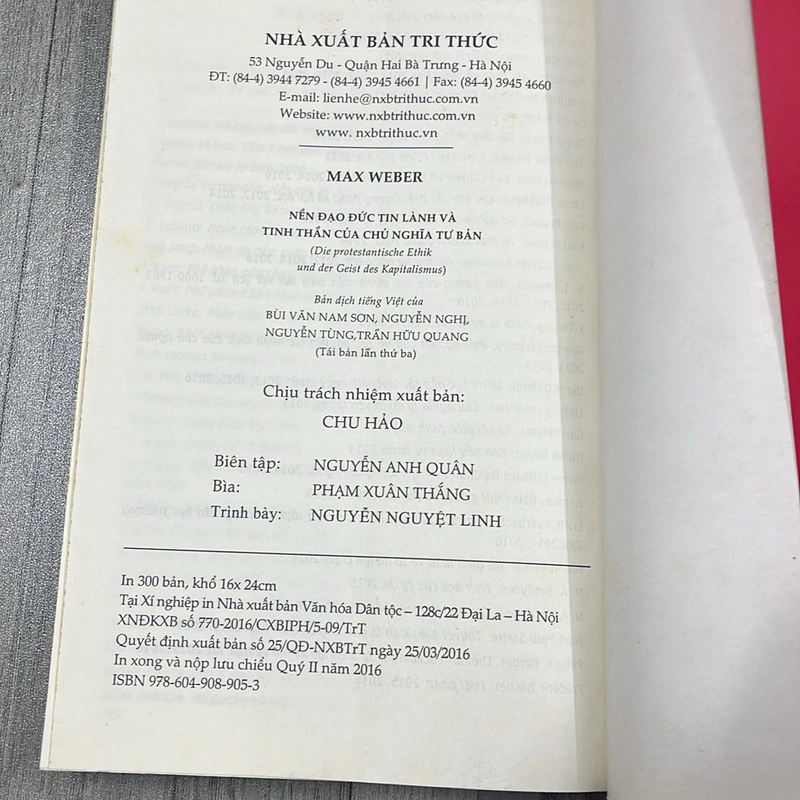 NHÀ XUẤT BẢN TRI THỨC
53 Nguyễn Du - Quận Hai Bà Trưng - Hà Nội
ĐT: (84-4) 3944 7279 - (84-4) 3945 4661 | Fax: (84-4) 3945 4660
E-mail: lienhe@nxbtrithuc.com.vn
Website: www.nxbtrithuc.com.vn
www. nxbtrithuc.vn
MAX WEBER
NỀN ĐẠO ĐỨC TIN LÀNH VÀ
TINH THẦN CỦA CHỦ NGHĨA TƯ BẢN
(Die protestantische Ethik
und der Geist des Kapitalismus)
Bản dịch tiếng Việt của
BÙI VĂN NAM SƠN, NGUYỄN NGHỊ,
NGUYỄN TÙNG,TRẦN HỮU QUANG
(Tái bản lần thứ ba)
Chịu trách nhiệm xuất bản:
CHU HẢO
Biên tập: NGUYỄN ANH QUÂN
Bìa: PHẠM XUÂN THẮNG
Trình bày: NGUYỄN NGUYỆT LINH
In 300 bản, khổ 16x 24cm
Tại Xí nghiệp in Nhà xuất bản Văn hóa Dân tộc – 128c/22 Đại La – Hà Nội
XNĐKXB số 770-2016/CXBIPH/5-09/TrT
Quyết định xuất bản số 25/QĐ-NXBTrT ngày 25/03/2016
In xong và nộp lưu chiểu Quý II năm 2016
ISBN 978-604-908-905-3